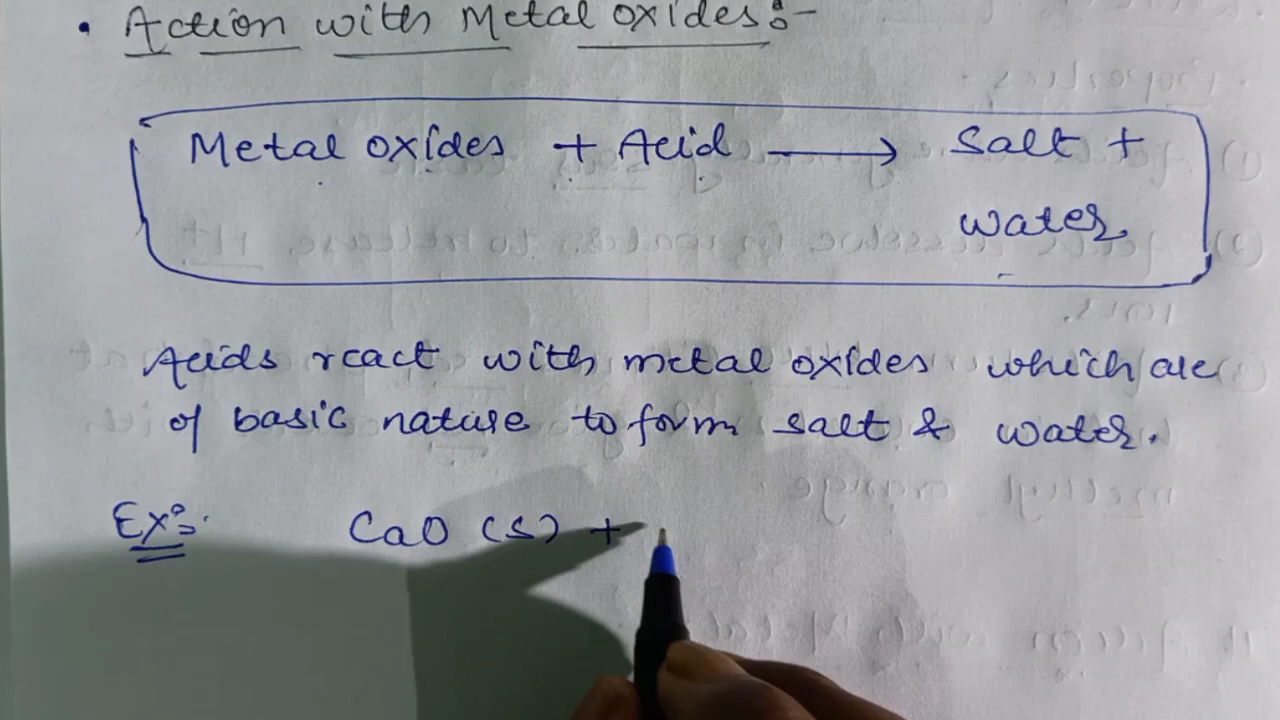 • Action with Metal oxides:-
Metal oxides + Acid ⟶ Salt +
water
Acids react with metal oxides which are
of basic nature to form salt & water.
Ex:- CaO (s) +